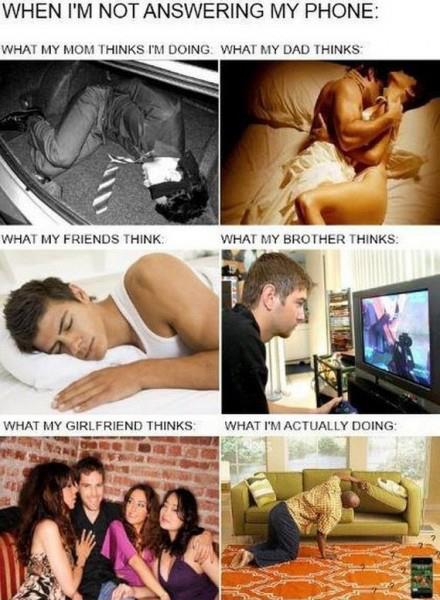 WHEN I'M NOT ANSWERING MY PHONE:
WHAT MY MOM THINKS I'M DOING:
WHAT MY DAD THINKS:
WHAT MY FRIENDS THINK:
WHAT MY BROTHER THINKS:
WHAT MY GIRLFRIEND THINKS:
WHAT I'M ACTUALLY DOING:
? ? ? ?